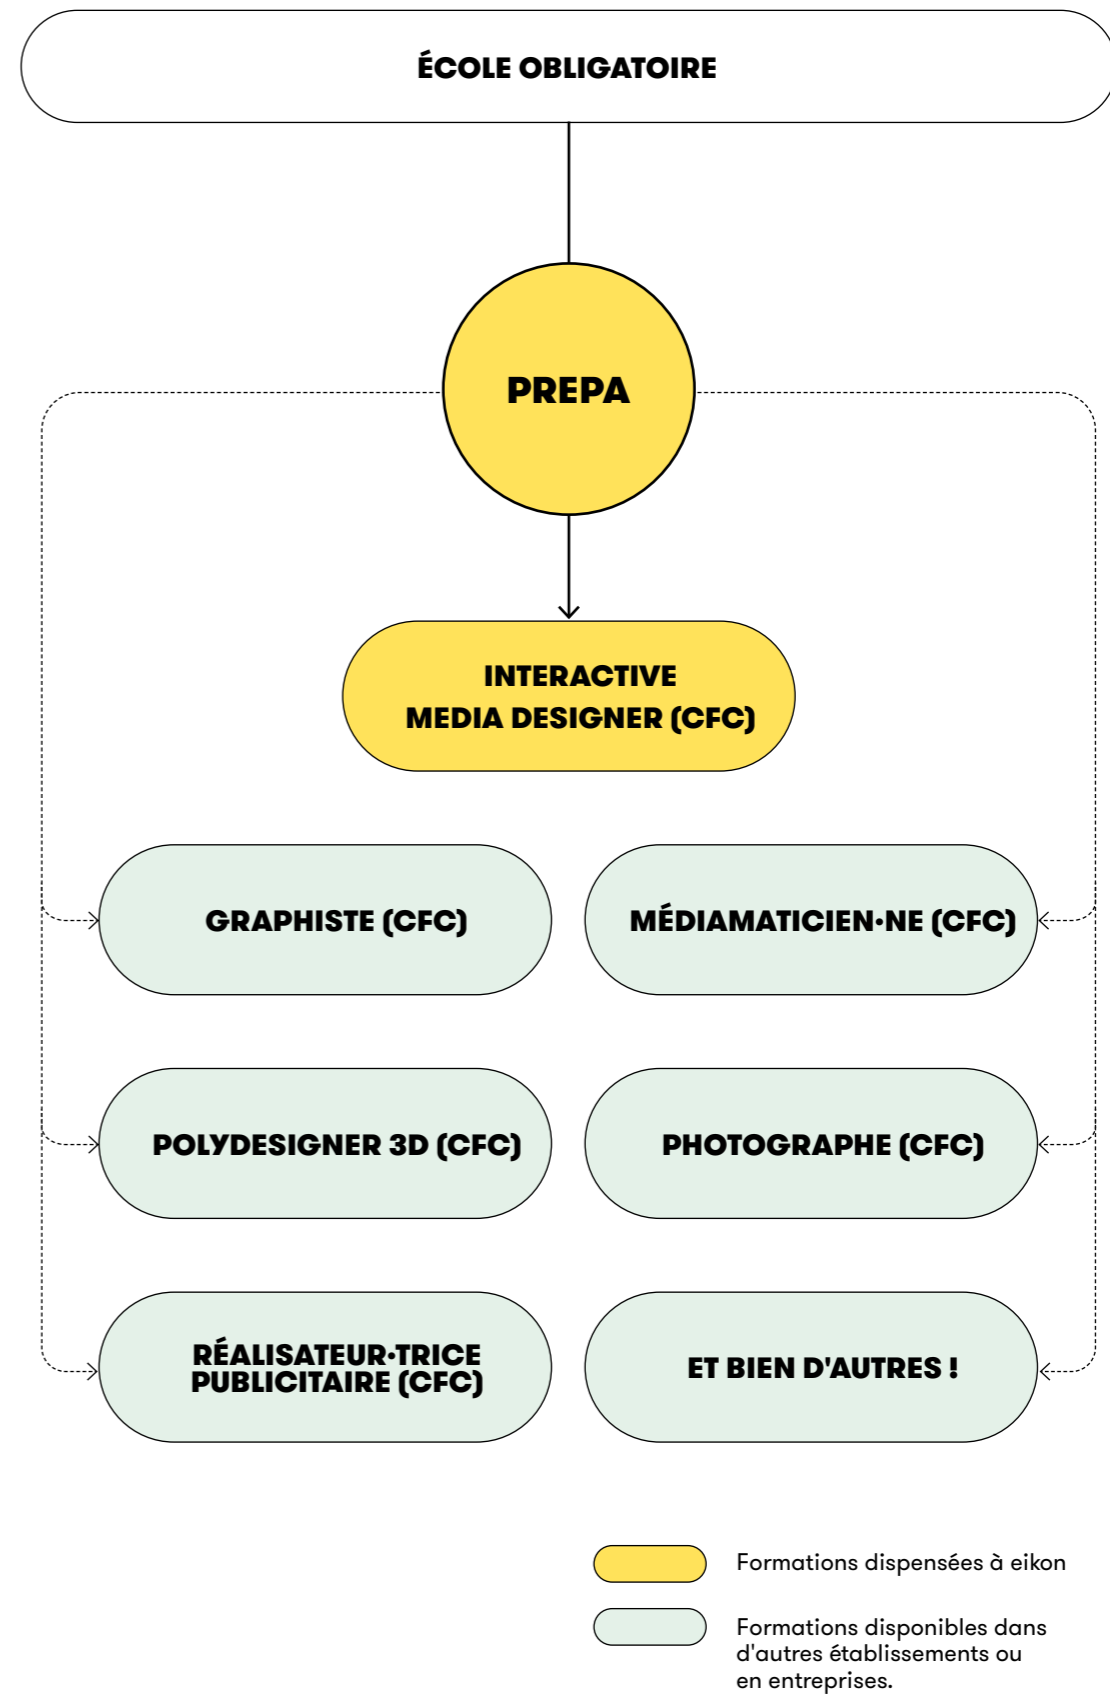 ÉCOLE OBLIGATOIRE
PREPA
INTERACTIVE
MEDIA DESIGNER (CFC)
GRAPHISTE (CFC)
MÉDIAMATICIEN·NE (CFC)
POLYDESIGNER 3D (CFC)
PHOTOGRAPHE (CFC)
RÉALISATEUR·TRICE
PUBLICITAIRE (CFC)
ET BIEN D'AUTRES !
Formations dispensées à eikon
Formations disponibles dans
d'autres établissements ou
en entreprises.